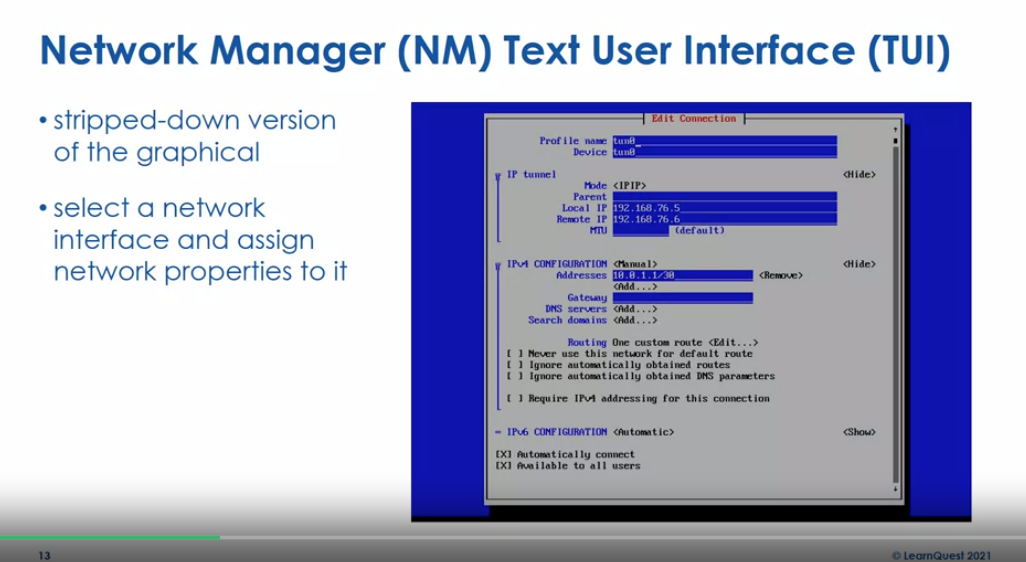 Network Manager (NM) Text User Interface (TUI)
• stripped-down version
of the graphical
• select a network
interface and assign
network properties to it
Edit Connection
Profile name tun0
Device tun0
IP tunnel <Hide>
Mode <IPIP>
Parent
Local IP 192.168.76.5
Remote IP 192.168.76.6
MTU (default)
IPv4 CONFIGURATION <Manual> <Hide>
Addresses 10.0.1.1/30 <Remove>
<Add...>
Gateway
DNS servers <Add...>
Search domains <Add...>
Routing One custom route <Edit...>
[ ] Never use this network for default route
[ ] Ignore automatically obtained routes
[ ] Ignore automatically obtained DNS parameters
[ ] Require IPv4 addressing for this connection
= IPv6 CONFIGURATION <Automatic> <Show>
[X] Automatically connect
[X] Available to all users
13
© LearnQuest 2021